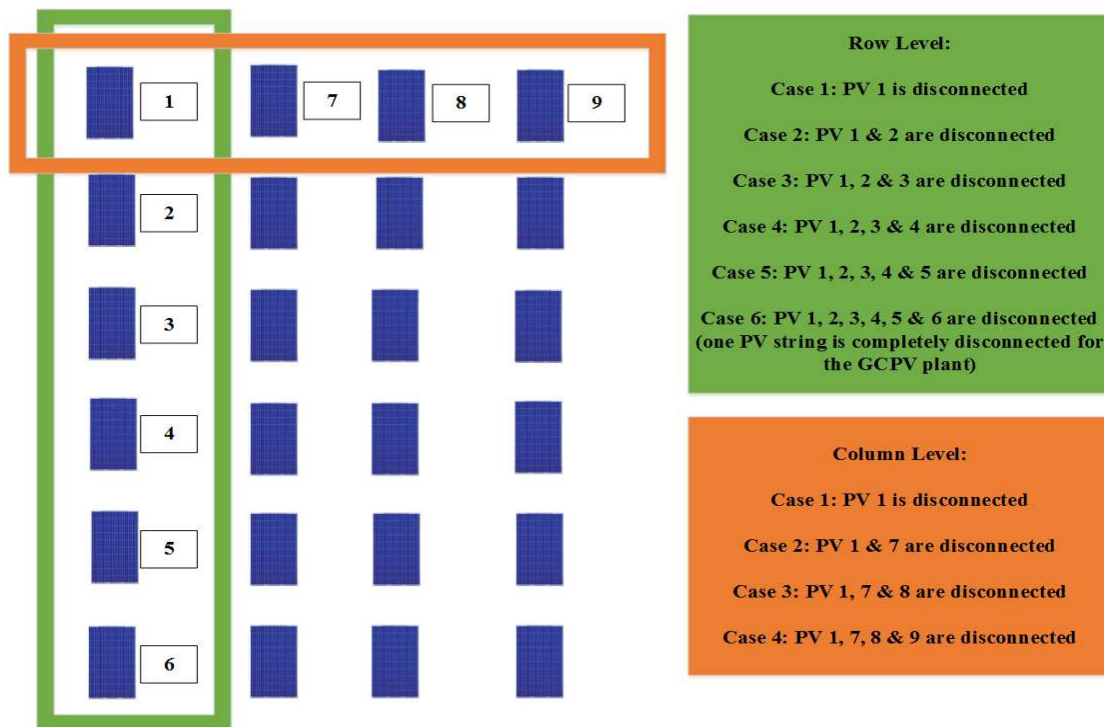 1
7
8
9
2
3
4
5
6
Row Level:
Case 1: PV 1 is disconnected
Case 2: PV 1 & 2 are disconnected
Case 3: PV 1, 2 & 3 are disconnected
Case 4: PV 1, 2, 3 & 4 are disconnected
Case 5: PV 1, 2, 3, 4 & 5 are disconnected
Case 6: PV 1, 2, 3, 4, 5 & 6 are disconnected
(one PV string is completely disconnected for
the GCPV plant)
Column Level:
Case 1: PV 1 is disconnected
Case 2: PV 1 & 7 are disconnected
Case 3: PV 1, 7 & 8 are disconnected
Case 4: PV 1, 7, 8 & 9 are disconnected